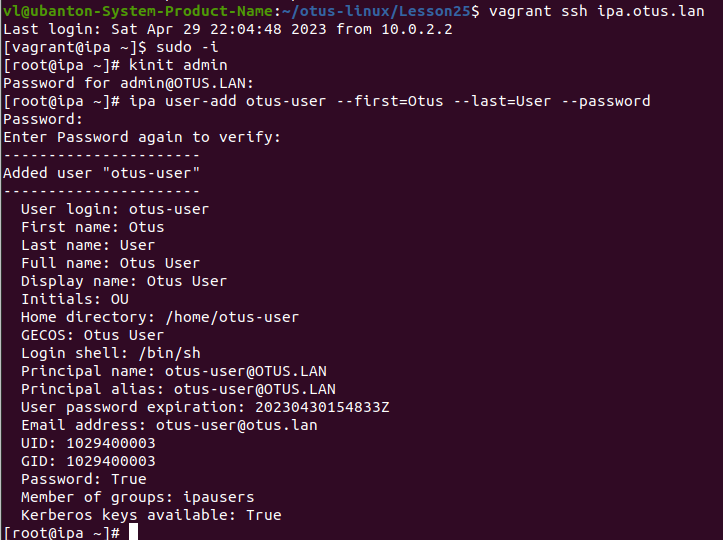 vl@ubanton-System-Product-Name:~/otus-linux/Lesson25$ vagrant ssh ipa.otus.lan
Last login: Sat Apr 29 22:04:48 2023 from 10.0.2.2
[vagrant@ipa ~]$ sudo -i
[root@ipa ~]# kinit admin
Password for admin@OTUS.LAN:
[root@ipa ~]# ipa user-add otus-user --first=Otus --last=User --password
Password:
Enter Password again to verify:
----------------------
Added user "otus-user"
----------------------
  User login: otus-user
  First name: Otus
  Last name: User
  Full name: Otus User
  Display name: Otus User
  Initials: OU
  Home directory: /home/otus-user
  GECOS: Otus User
  Login shell: /bin/sh
  Principal name: otus-user@OTUS.LAN
  Principal alias: otus-user@OTUS.LAN
  User password expiration: 20230430154833Z
  Email address: otus-user@otus.lan
  UID: 1029400003
  GID: 1029400003
  Password: True
  Member of groups: ipausers
  Kerberos keys available: True
[root@ipa ~]#